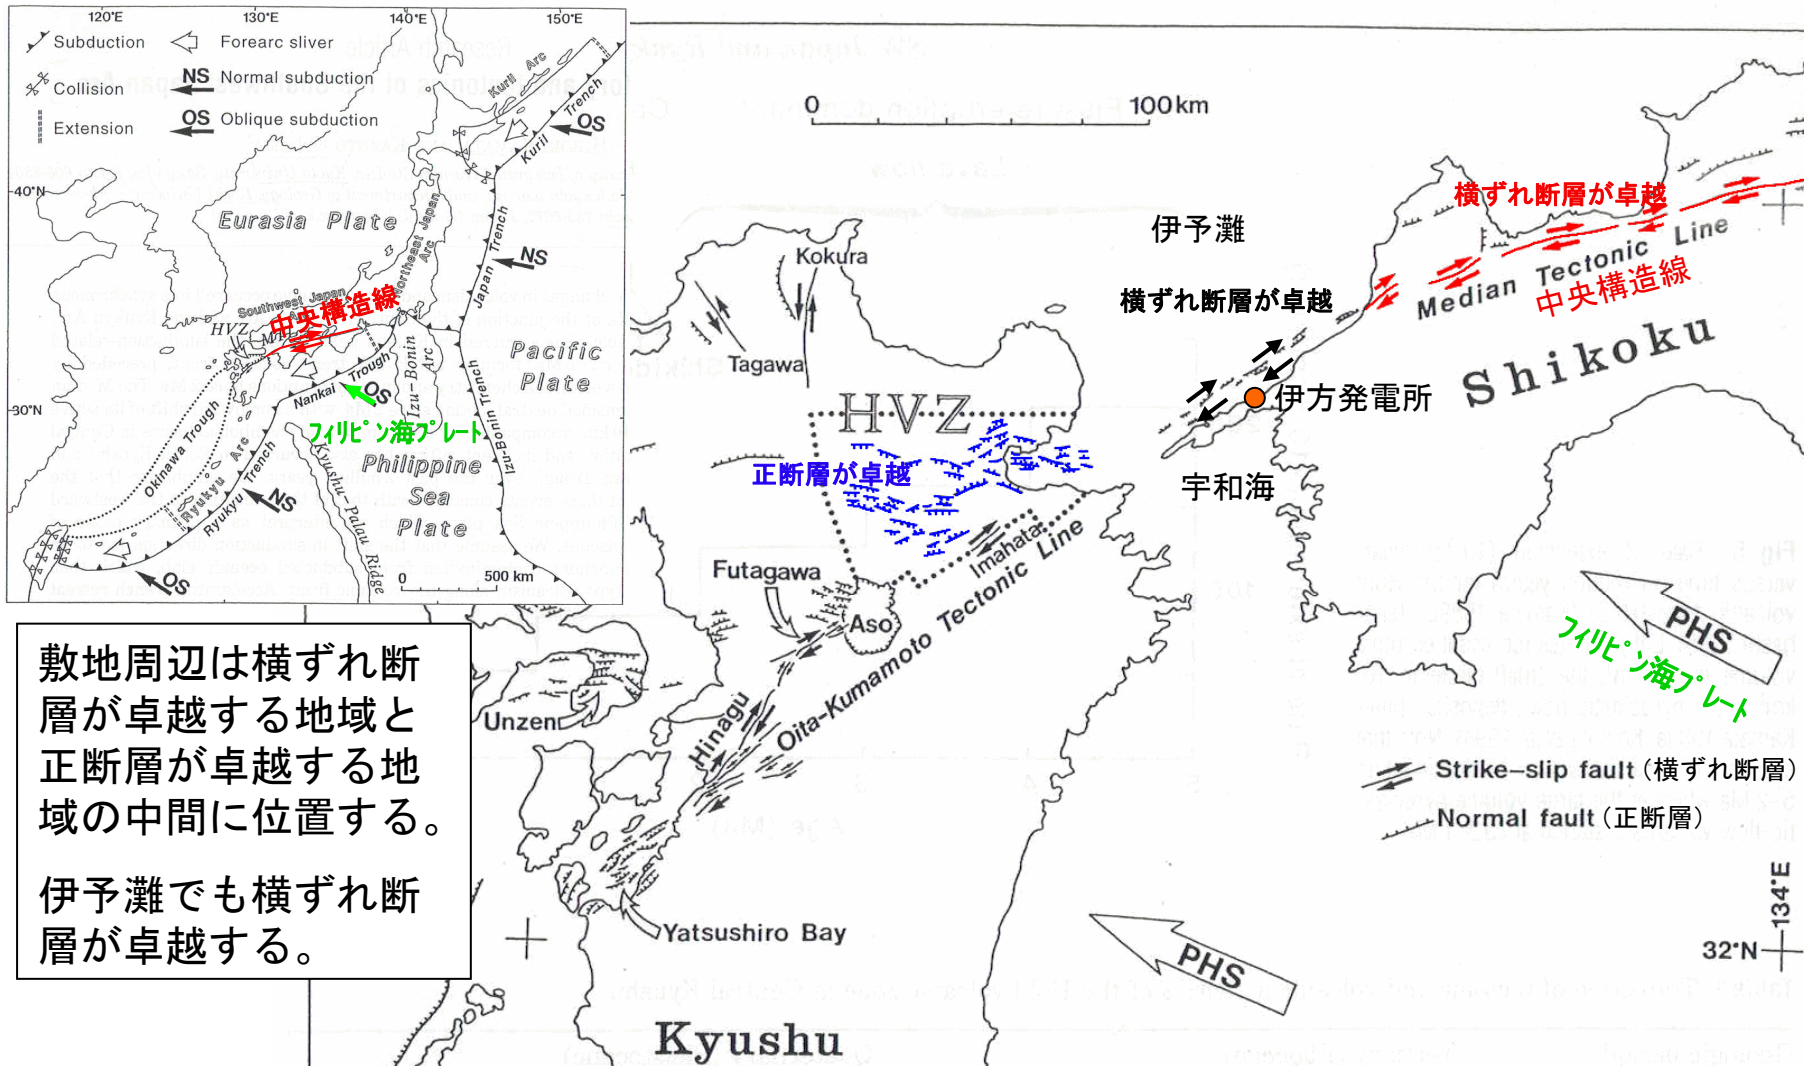 120°E
130°E
140°E
150°E
Subduction
Forearc sliver
Collision
NS
Normal subduction
Extension
OS
Oblique subduction
Kuril Arc
Kuril Trench
OS
40°N
Eurasia Plate
Northeast Japan Arc
Japan Trench
NS
Southwest Japan
中央構造線
HVZ
Pacific
Plate
Nankai Trough
OS
Izu-Bonin Arc
Izu-Bonin Trench
30°N
フィリピン海プレート
Okinawa Trough
Ryukyu Arc
Ryukyu Trench
NS
Philippine
Sea
Plate
Kyushu Palau Ridge
OS
0
500 km
0
100km
横ずれ断層が卓越
伊予灘
Kokura
Median Tectonic Line
中央構造線
横ずれ断層が卓越
Tagawa
Shikoku
伊方発電所
HVZ
正断層が卓越
宇和海
Imahata
Futagawa
Aso
PHS
フィリピン海プレート
Oita-Kumamoto Tectonic Line
Unzen
Hinagu
Strike-slip fault (横ずれ断層)
Normal fault (正断層)
Yatsushiro Bay
134°E
32°N
PHS
Kyushu
敷地周辺は横ずれ断
層が卓越する地域と
正断層が卓越する地
域の中間に位置する。
伊予灘でも横ずれ断
層が卓越する。